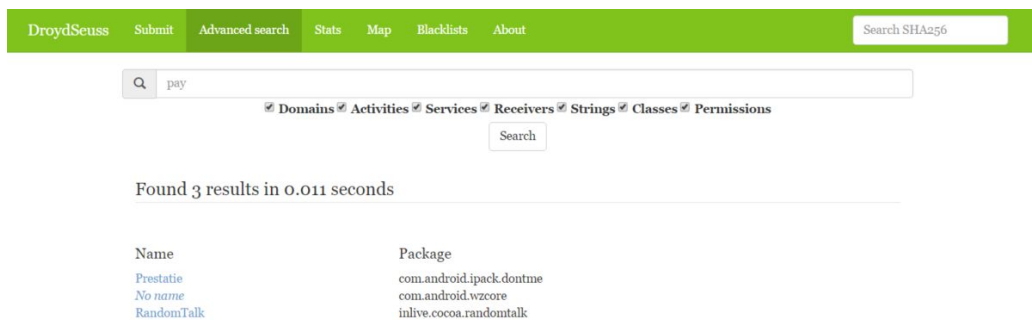 DroydSeuss Submit Advanced search Stats Map Blacklists About Search SHA256
pay
Domains Activities Services Receivers Strings Classes Permissions
Search
Found 3 results in 0.011 seconds
Name Package
Prestatie com.android.ipack.dontme
No name com.android.wzcore
RandomTalk inlive.cocoa.randomtalk